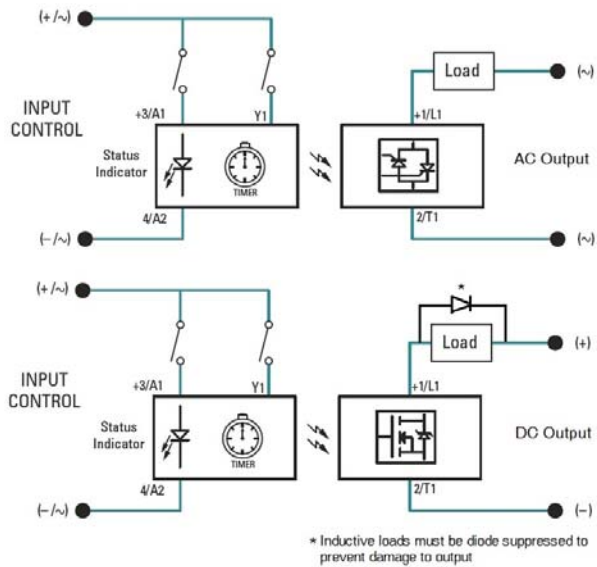 (+/∿)
Load
(∿)
INPUT
CONTROL
+3/A1
Y1
+1/L1
Status
Indicator
TIMER
AC Output
4/A2
2/T1
(−/∿)
(∿)
(+/∿)
*
Load
(+)
INPUT
CONTROL
+3/A1
Y1
+1/L1
Status
Indicator
TIMER
DC Output
4/A2
2/T1
(−/∿)
(−)
* Inductive loads must be diode suppressed to
prevent damage to output